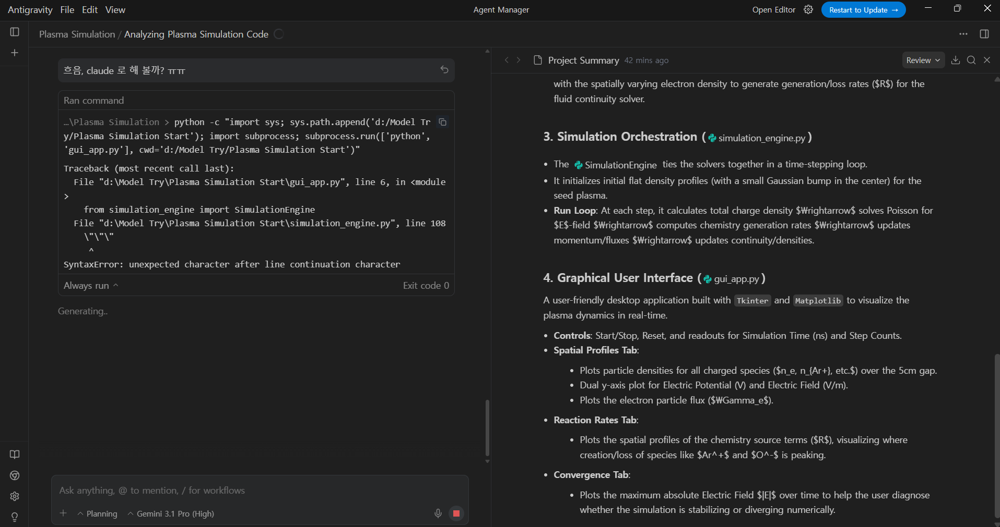 Antigravity File Edit View
Agent Manager
Open Editor
Restart to Update →
Plasma Simulation / Analyzing Plasma Simulation Code
흐음, claude 로 해 볼까? ㅠㅠ
Ran command
…\Plasma Simulation > python -c "import sys; sys.path.append('d:/Model Tr
y/Plasma Simulation Start'); import subprocess; subprocess.run(['python',
'gui_app.py'], cwd='d:/Model Try/Plasma Simulation Start')"
Traceback (most recent call last):
File "d:\Model Try\Plasma Simulation Start\gui_app.py", line 6, in <module
>
from simulation_engine import SimulationEngine
File "d:\Model Try\Plasma Simulation Start\simulation_engine.py", line 108
\"\"\"
^
SyntaxError: unexpected character after line continuation character
Always run
Exit code 0
Generating..
Ask anything, @ to mention, / for workflows
Planning
Gemini 3.1 Pro (High)
Project Summary 42 mins ago
Review
with the spatially varying electron density to generate generation/loss rates ($R$) for the
fluid continuity solver.
3. Simulation Orchestration ( simulation_engine.py )
• The SimulationEngine ties the solvers together in a time-stepping loop.
• It initializes initial flat density profiles (with a small Gaussian bump in the center) for the
seed plasma.
• Run Loop: At each step, it calculates total charge density $₩rightarrow$ solves Poisson for
$E$-field $₩rightarrow$ computes chemistry generation rates $₩rightarrow$ updates
momentum/fluxes $₩rightarrow$ updates continuity/densities.
4. Graphical User Interface ( gui_app.py )
A user-friendly desktop application built with Tkinter and Matplotlib to visualize the
plasma dynamics in real-time.
• Controls: Start/Stop, Reset, and readouts for Simulation Time (ns) and Step Counts.
• Spatial Profiles Tab:
• Plots particle densities for all charged species ($n_e, n_{Ar+}, etc.$) over the 5cm gap.
• Dual y-axis plot for Electric Potential (V) and Electric Field (V/m).
• Plots the electron particle flux ($₩Gamma_e$).
• Reaction Rates Tab:
• Plots the spatial profiles of the chemistry source terms ($R$), visualizing where
creation/loss of species like $Ar^+$ and $O^-$ is peaking.
• Convergence Tab:
• Plots the maximum absolute Electric Field $|E|$ over time to help the user diagnose
whether the simulation is stabilizing or diverging numerically.